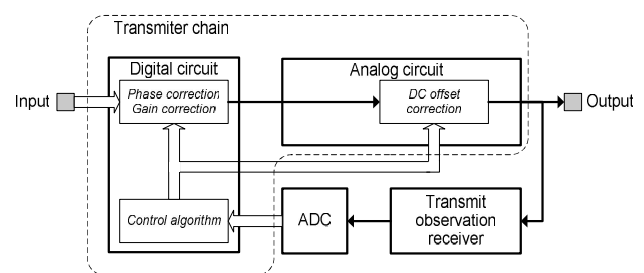 Transmiter chain
Digital circuit
Analog circuit
Input
Phase correction
Gain correction
DC offset
correction
Output
Control algorithm
ADC
Transmit
observation
receiver